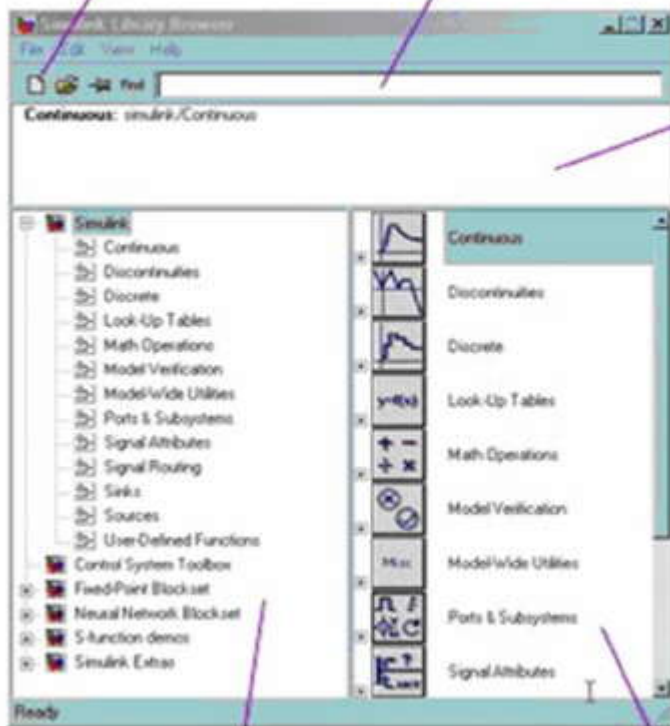 Simulink Library Browser
File Edit View Help
find
Continuous: simulink/Continuous
Simulink
Continuous
Discontinuities
Discrete
Look-Up Tables
Math Operations
Model Verification
Model-Wide Utilities
Ports & Subsystems
Signal Attributes
Signal Routing
Sinks
Sources
User-Defined Functions
Control System Toolbox
Fixed-Point Blockset
Neural Network Blockset
S-function demos
Simulink Extras
Continuous
Discontinuities
Discrete
y=f(u) Look-Up Tables
Math Operations
Model Verification
Misc Model-Wide Utilities
Ports & Subsystems
Signal Attributes
Ready